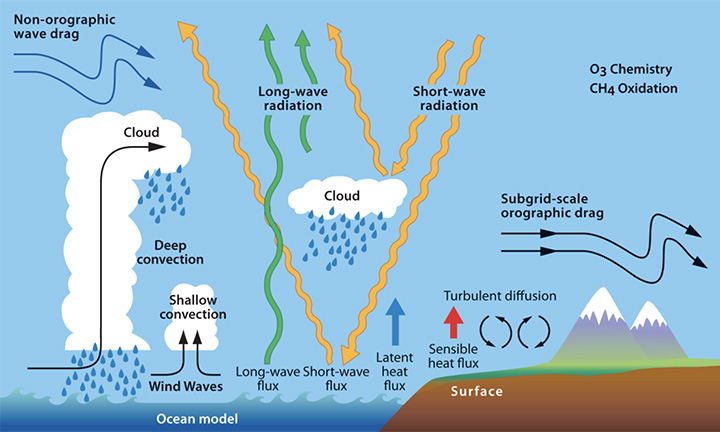 Non-orographic
wave drag
Long-wave
radiation
Short-wave
radiation
O3 Chemistry
CH4 Oxidation
Cloud
Cloud
Subgrid-scale
orographic drag
Deep
convection
Shallow
convection
Turbulent diffusion
Wind Waves
Long-wave
flux
Short-wave
flux
Latent
heat
flux
Sensible
heat flux
Surface
Ocean model